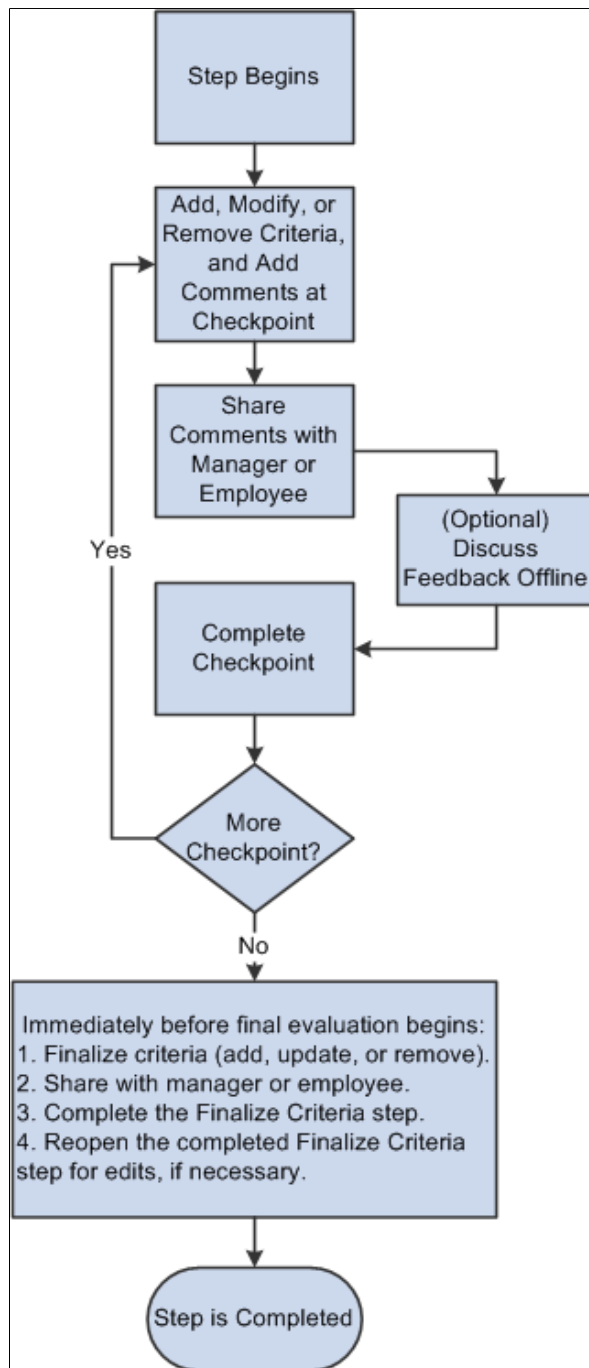 Step Begins
Add, Modify, or
Remove Criteria,
and Add
Comments at
Checkpoint
Share
Comments with
Manager or
Employee
(Optional)
Discuss
Feedback Offline
Yes
Complete
Checkpoint
More
Checkpoint?
No
Immediately before final evaluation begins:
1. Finalize criteria (add, update, or remove).
2. Share with manager or employee.
3. Complete the Finalize Criteria step.
4. Reopen the completed Finalize Criteria
step for edits, if necessary.
Step is Completed